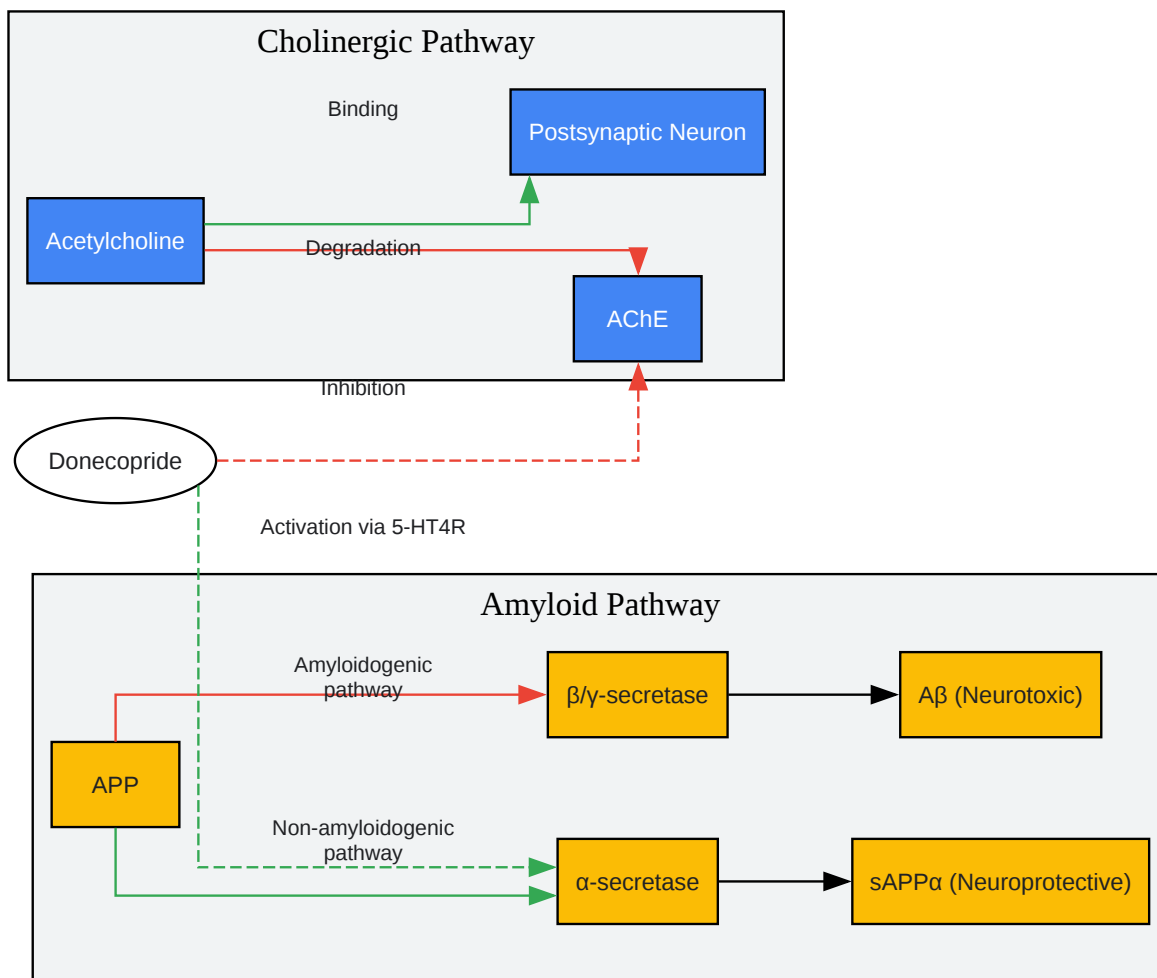 Cholinergic Pathway
Binding
Postsynaptic Neuron
Acetylcholine
Degradation
AChE
Inhibition
Donecopride
Activation via 5-HT4R
Amyloid Pathway
Amyloidogenic
pathway
β/γ-secretase
Aβ (Neurotoxic)
APP
Non-amyloidogenic
pathway
α-secretase
sAPPα (Neuroprotective)